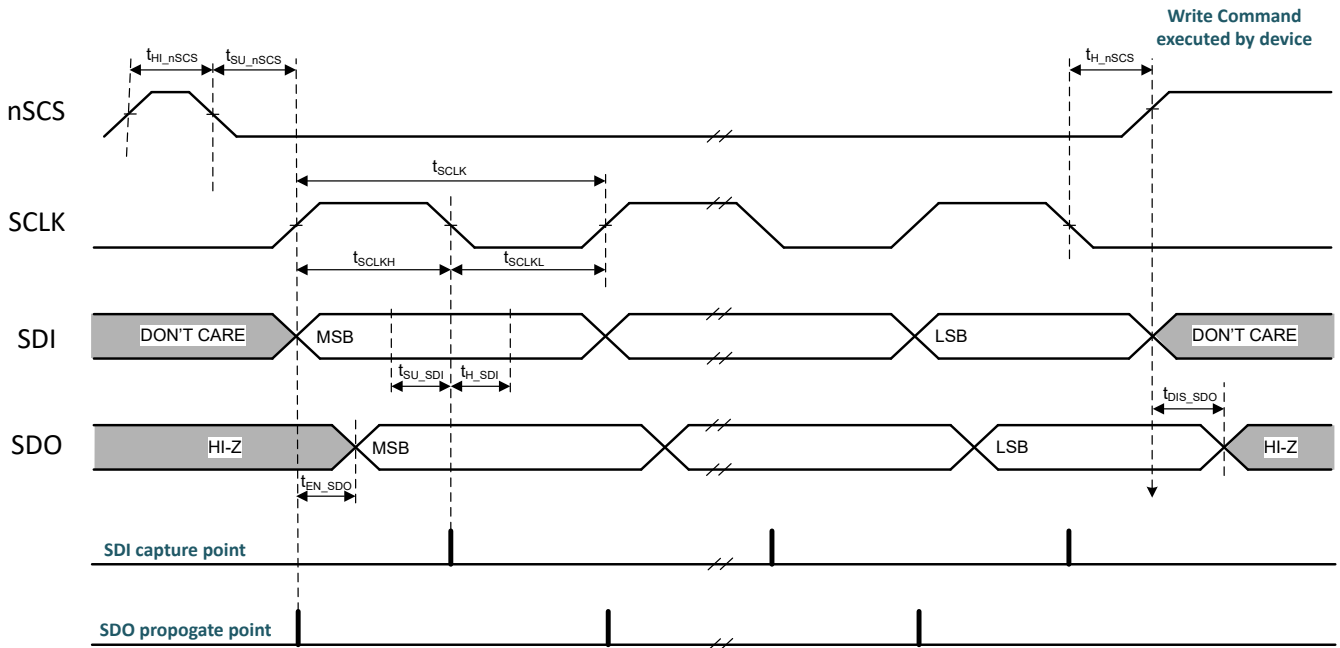 Write Command
executed by device
tHI_nSCS
tSU_nSCS
tH_nSCS
nSCS
tSCLK
SCLK
tSCLKH
tSCLKL
SDI
DON'T CARE
MSB
LSB
DON'T CARE
tSU_SDI
tH_SDI
tDIS_SDO
SDO
HI-Z
MSB
LSB
HI-Z
tEN_SDO
SDI capture point
SDO propogate point